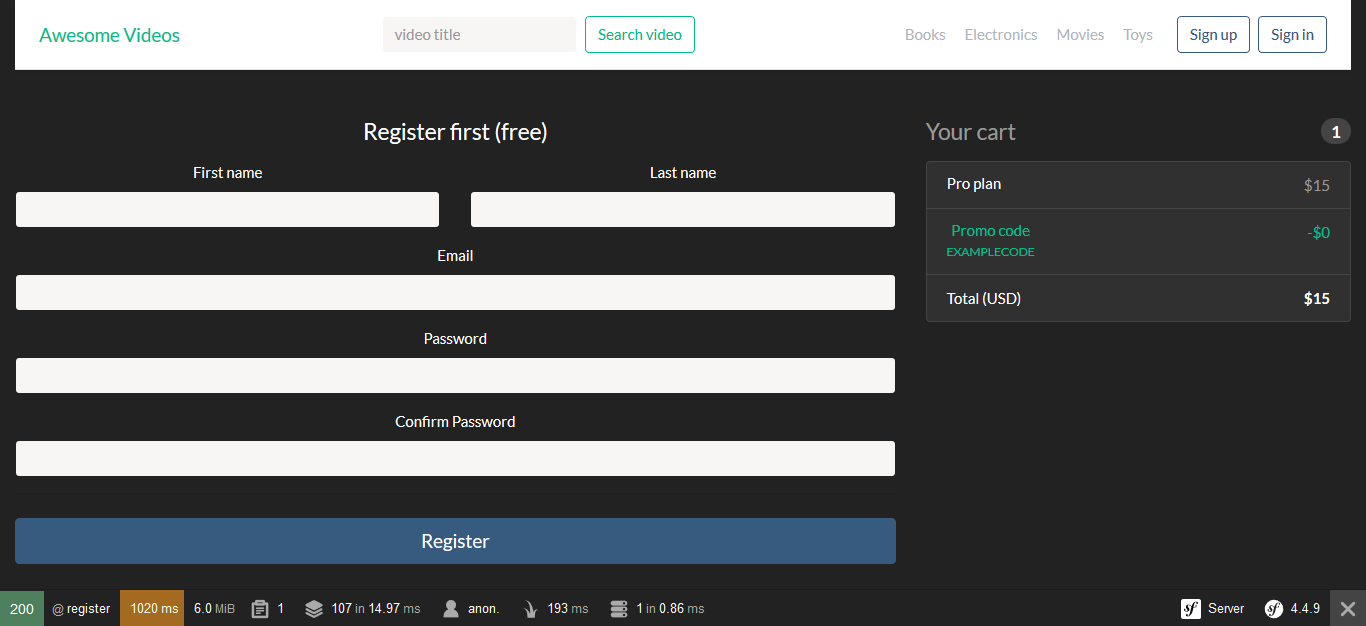 Awesome Videos video title Search video Books Electronics Movies Toys Sign up Sign in
Register first (free)
First name Last name
Email
Password
Confirm Password
Register
Your cart 1
Pro plan $15
Promo code -$0
EXAMPLECODE
Total (USD) $15
200 @ register 1020 ms 6.0 MiB 1 107 in 14.97 ms anon. 193 ms 1 in 0.86 ms sf Server sf 4.4.9